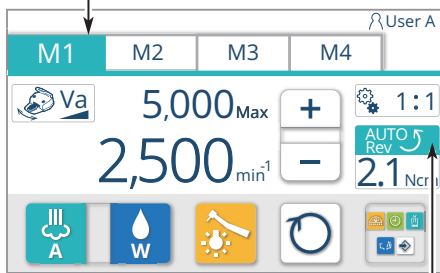 User A
M1 M2 M3 M4
Va 5,000 Max + 1:1
AUTO
Rev
2,500 min-1 − 2.1 Ncm
A W